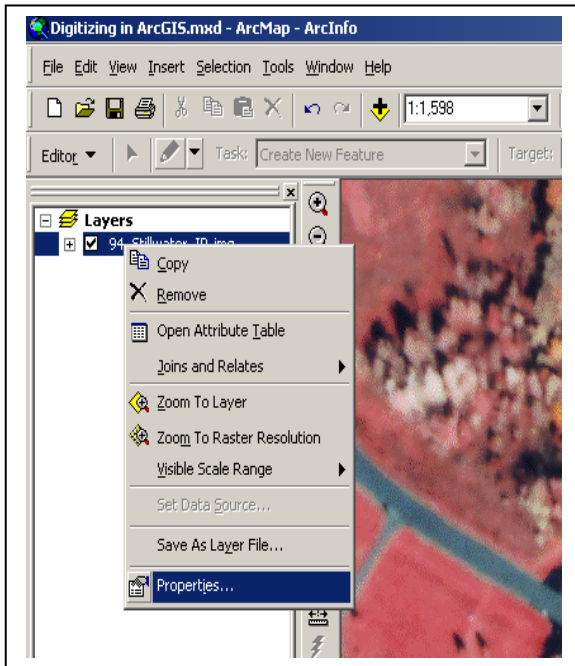 Digitizing in ArcGIS.mxd - ArcMap - ArcInfo
File Edit View Insert Selection Tools Window Help
1:1,598
Editor Task: Create New Feature Target:
Layers
94_Stillwater_IR.img
Copy
Remove
Open Attribute Table
Joins and Relates
Zoom To Layer
Zoom To Raster Resolution
Visible Scale Range
Set Data Source...
Save As Layer File...
Properties...